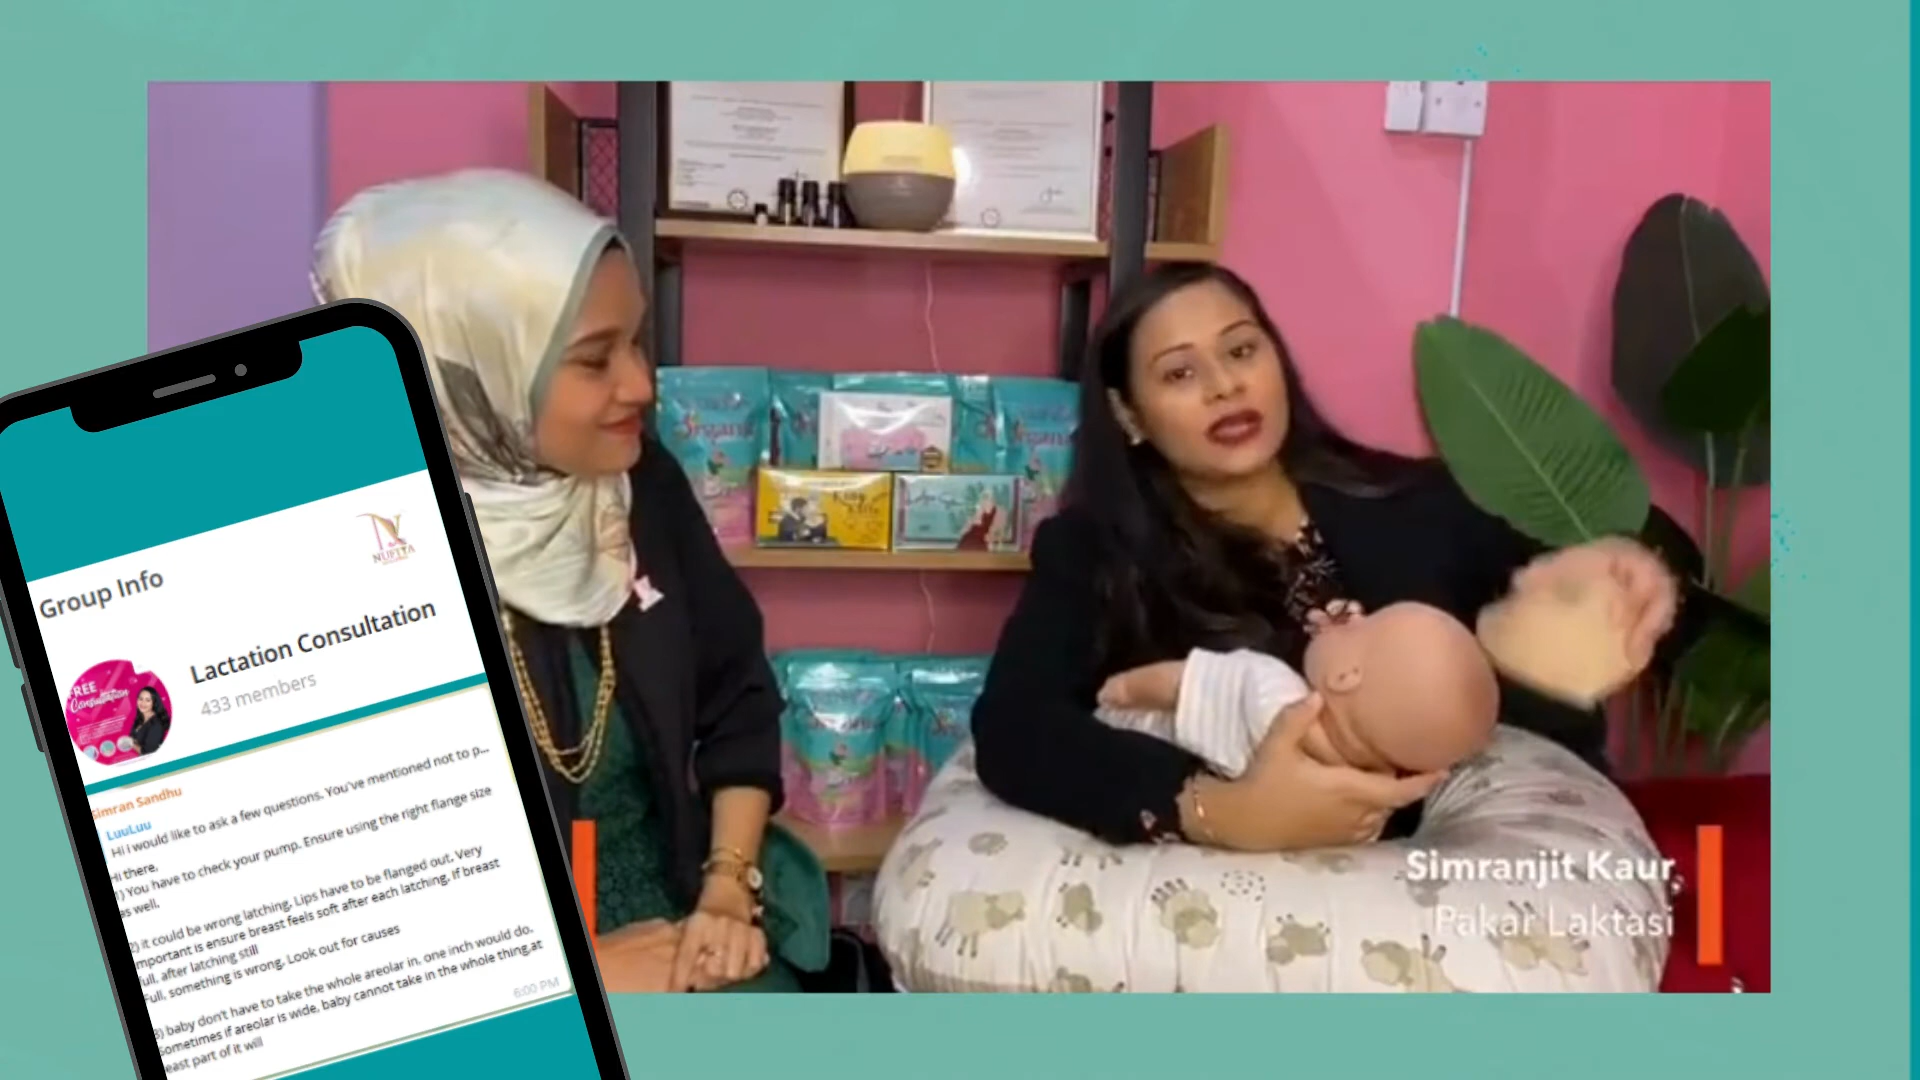 NUFIYA
Group Info
Lactation Consultation
433 members
FREE
Consultation
Simran Sandhu
LuuLuu
Hi i would like to ask a few questions. You've mentioned not to p...
Hi there.
1) You have to check your pump. Ensure using the right flange size
as well.
2) it could be wrong latching. Lips have to be flanged out. Very
important is ensure breast feels soft after each latching. If breast
full, after latching still
Full, something is wrong. Look out for causes
3) baby don't have to take the whole areolar in. one inch would do.
Sometimes if areolar is wide, baby cannot take in the whole thing,at
least part of it will
6:00 PM
Simranjit Kaur,
Pakar Laktasi